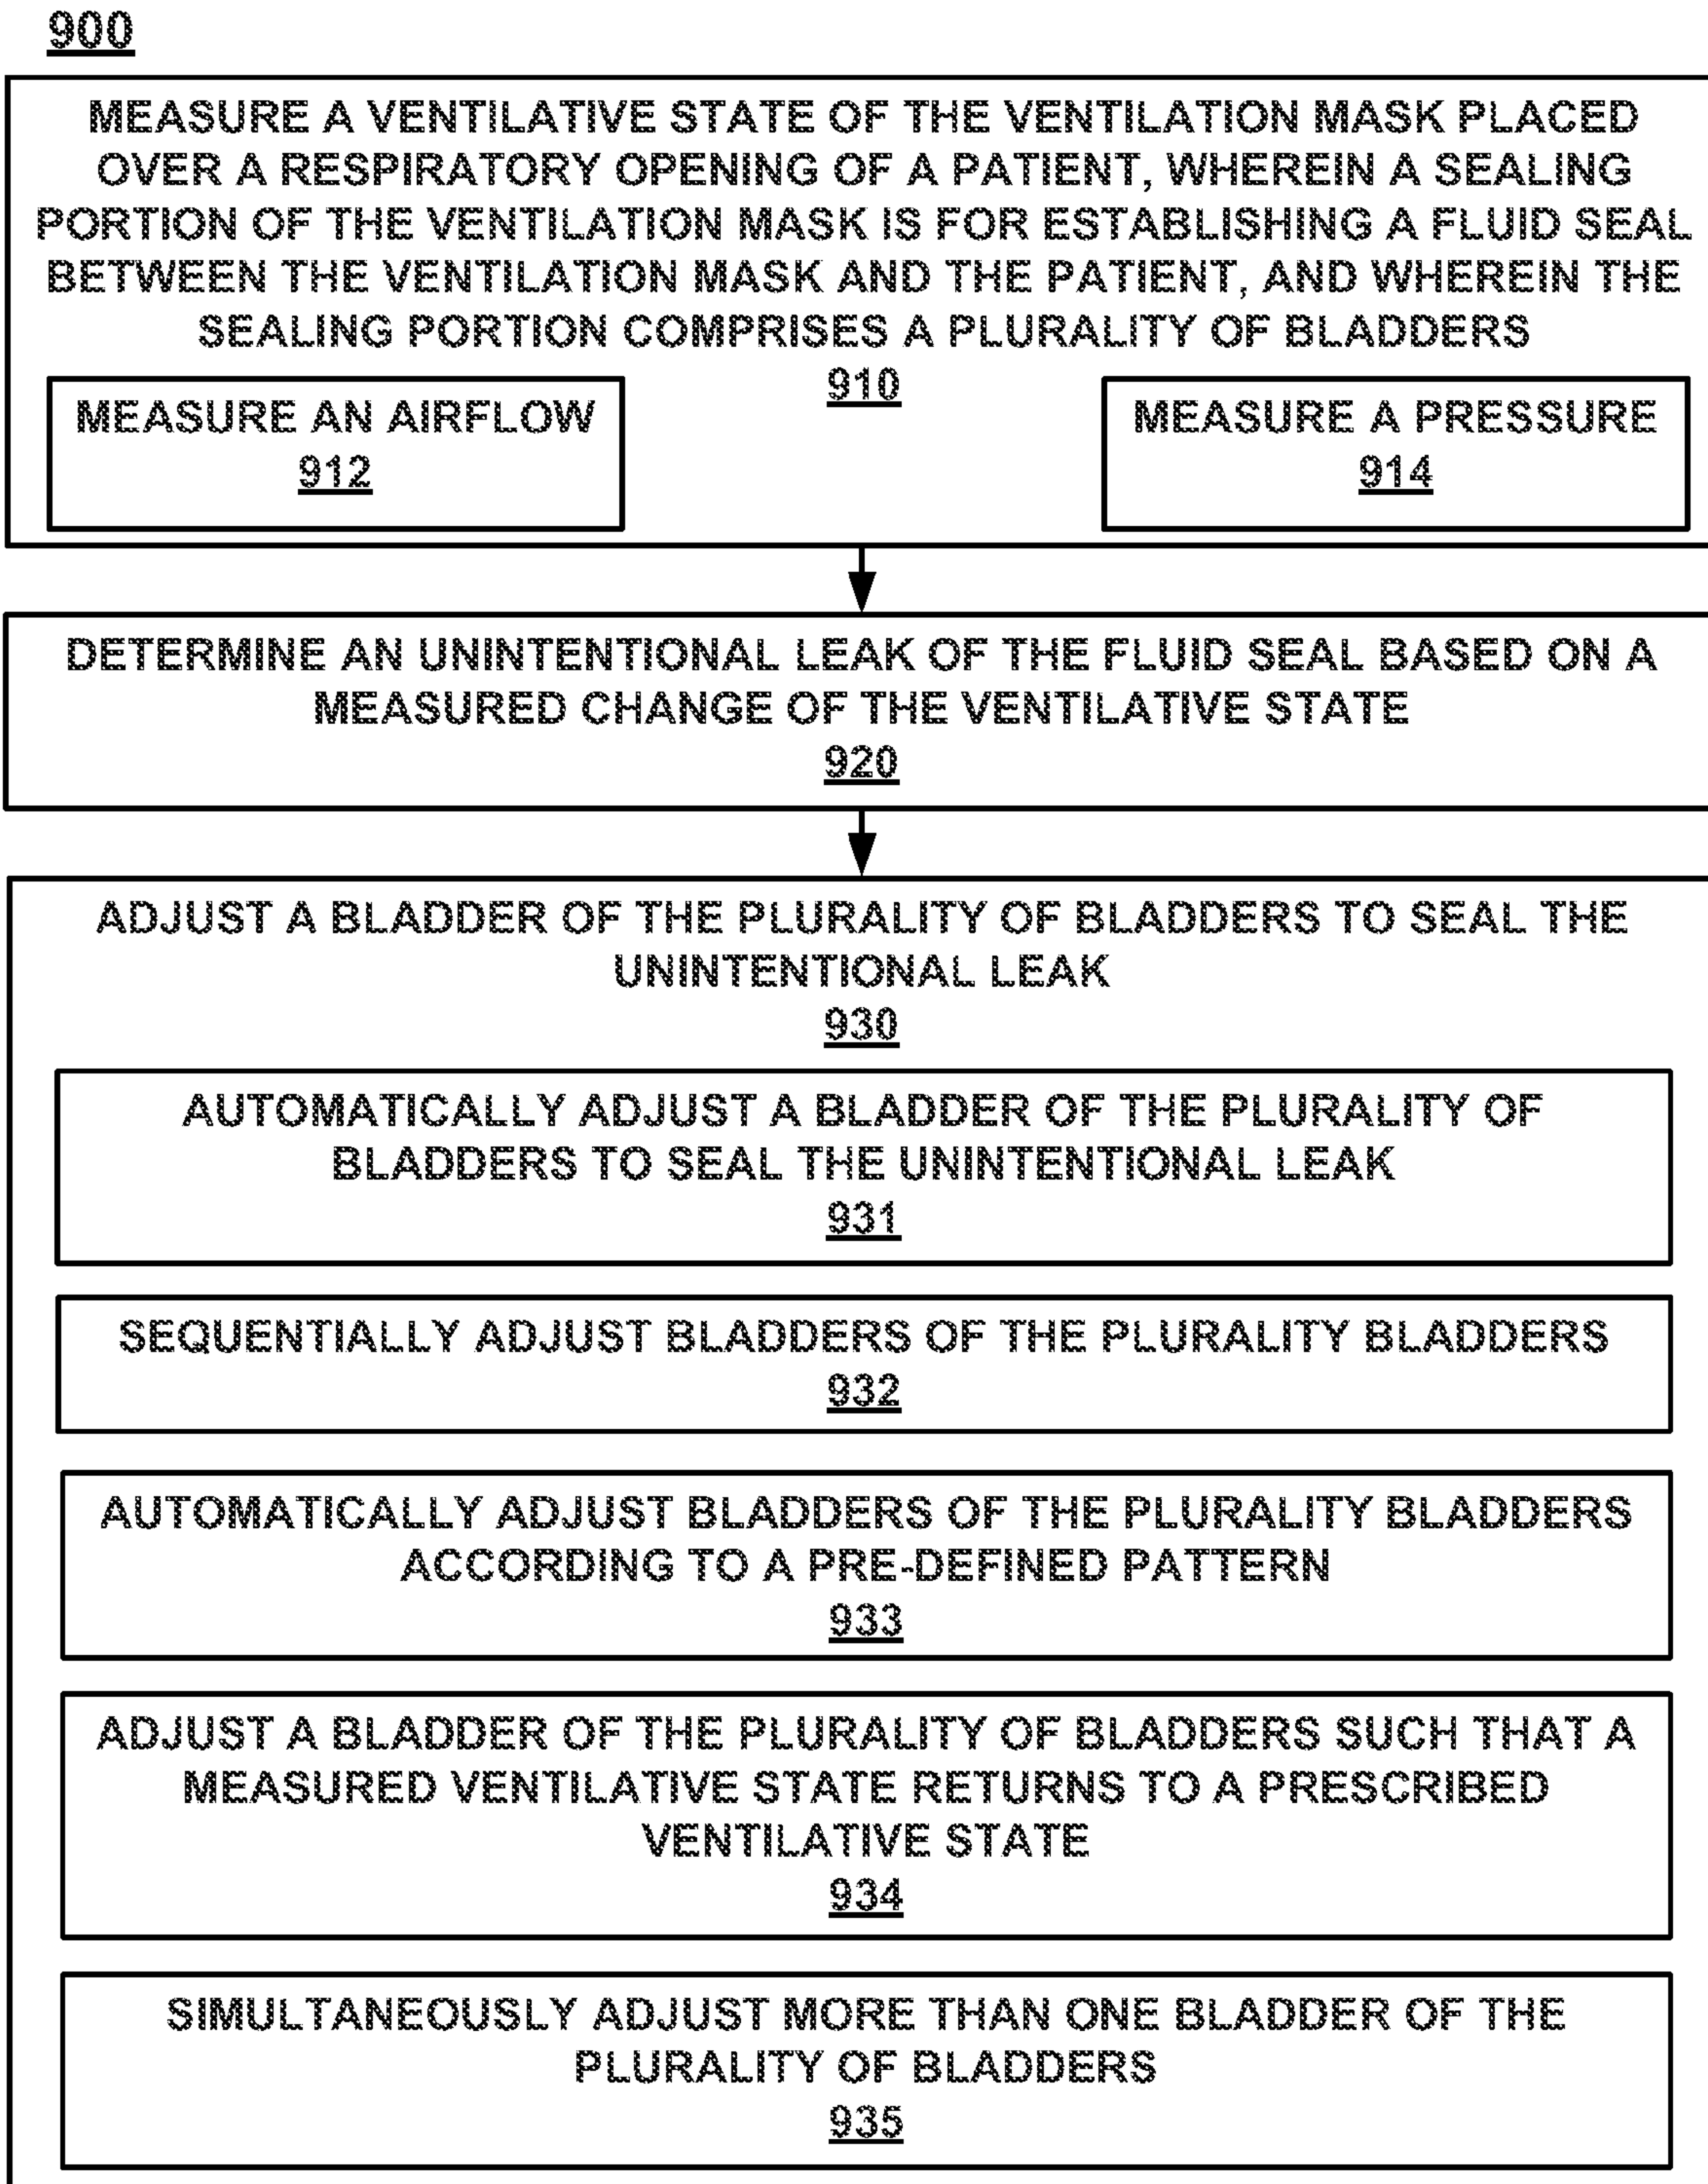 900
MEASURE A VENTILATIVE STATE OF THE VENTILATION MASK PLACED
OVER A RESPIRATORY OPENING OF A PATIENT, WHEREIN A SEALING
PORTION OF THE VENTILATION MASK IS FOR ESTABLISHING A FLUID SEAL
BETWEEN THE VENTILATION MASK AND THE PATIENT, AND WHEREIN THE
SEALING PORTION COMPRISES A PLURALITY OF BLADDERS
910
MEASURE AN AIRFLOW
912
MEASURE A PRESSURE
914
DETERMINE AN UNINTENTIONAL LEAK OF THE FLUID SEAL BASED ON A
MEASURED CHANGE OF THE VENTILATIVE STATE
920
ADJUST A BLADDER OF THE PLURALITY OF BLADDERS TO SEAL THE
UNINTENTIONAL LEAK
930
AUTOMATICALLY ADJUST A BLADDER OF THE PLURALITY OF
BLADDERS TO SEAL THE UNINTENTIONAL LEAK
931
SEQUENTIALLY ADJUST BLADDERS OF THE PLURALITY BLADDERS
932
AUTOMATICALLY ADJUST BLADDERS OF THE PLURALITY BLADDERS
ACCORDING TO A PRE-DEFINED PATTERN
933
ADJUST A BLADDER OF THE PLURALITY OF BLADDERS SUCH THAT A
MEASURED VENTILATIVE STATE RETURNS TO A PRESCRIBED
VENTILATIVE STATE
934
SIMULTANEOUSLY ADJUST MORE THAN ONE BLADDER OF THE
PLURALITY OF BLADDERS
935